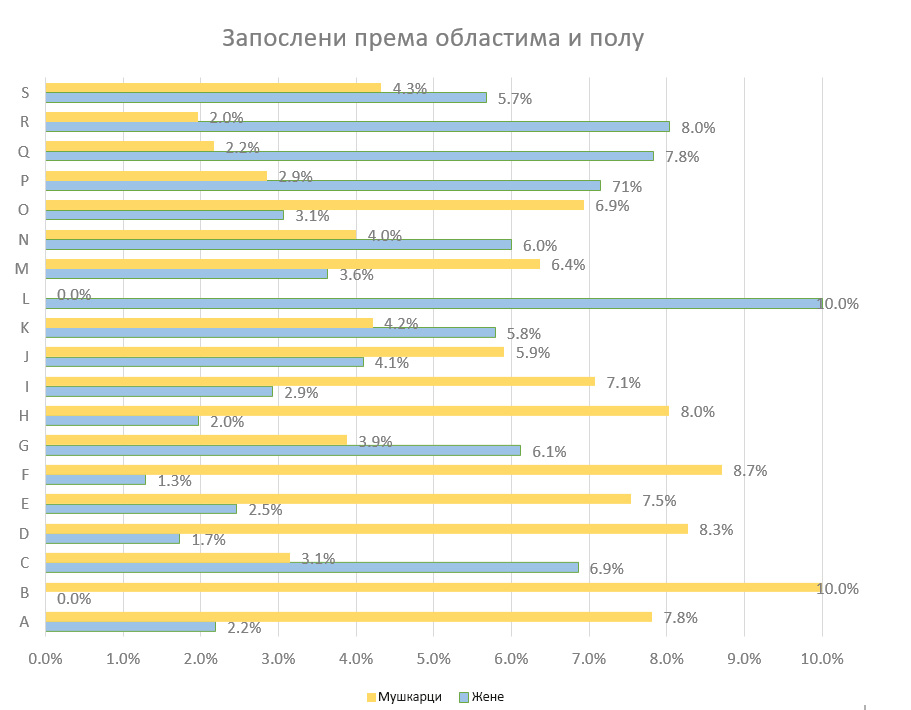 Запослени према областима и полу
S 4.3% 5.7%
R 2.0% 8.0%
Q 2.2% 7.8%
P 2.9% 71%
O 6.9% 3.1%
N 4.0% 6.0%
M 6.4% 3.6%
L 0.0% 10.0%
K 4.2% 5.8%
J 5.9% 4.1%
I 7.1% 2.9%
H 8.0% 2.0%
G 3.9% 6.1%
F 8.7% 1.3%
E 7.5% 2.5%
D 8.3% 1.7%
C 3.1% 6.9%
B 10.0% 0.0%
A 7.8% 2.2%
0.0% 1.0% 2.0% 3.0% 4.0% 5.0% 6.0% 7.0% 8.0% 9.0% 10.0%
Мушкарци Жене